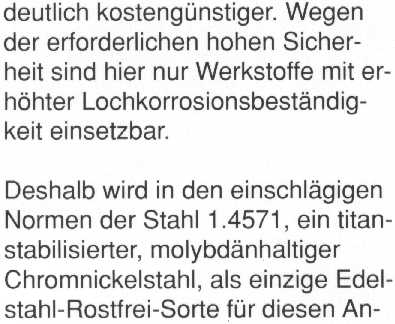 deutlich kostengünstiger. Wegen
der erforderlichen hohen Sicher-
heit sind hier nur Werkstoffe mit er-
höhter Lochkorrosionsbeständig-
keit einsetzbar.
Deshalb wird in den einschlägigen
Normen der Stahl 1.4571, ein titan-
stabilisierter, molybdänhaltiger
Chromnickelstahl, als einzige Edel-
stahl-Rostfrei-Sorte für diesen An-